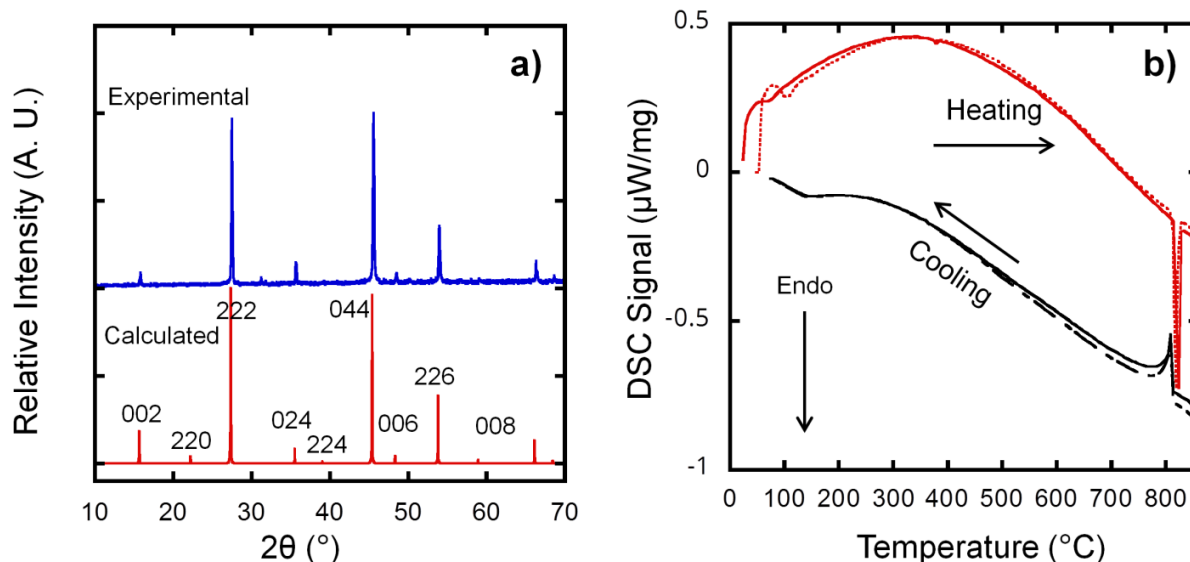 a)
Experimental
222
044
Calculated
226
002
024
006
008
220
224
10
20
30
40
50
60
70
2θ (°)
Relative Intensity (A. U.)
b)
0.5
0
-0.5
-1
Heating
Cooling
Endo
0
100
200
300
400
500
600
700
800
Temperature (°C)
DSC Signal (µW/mg)